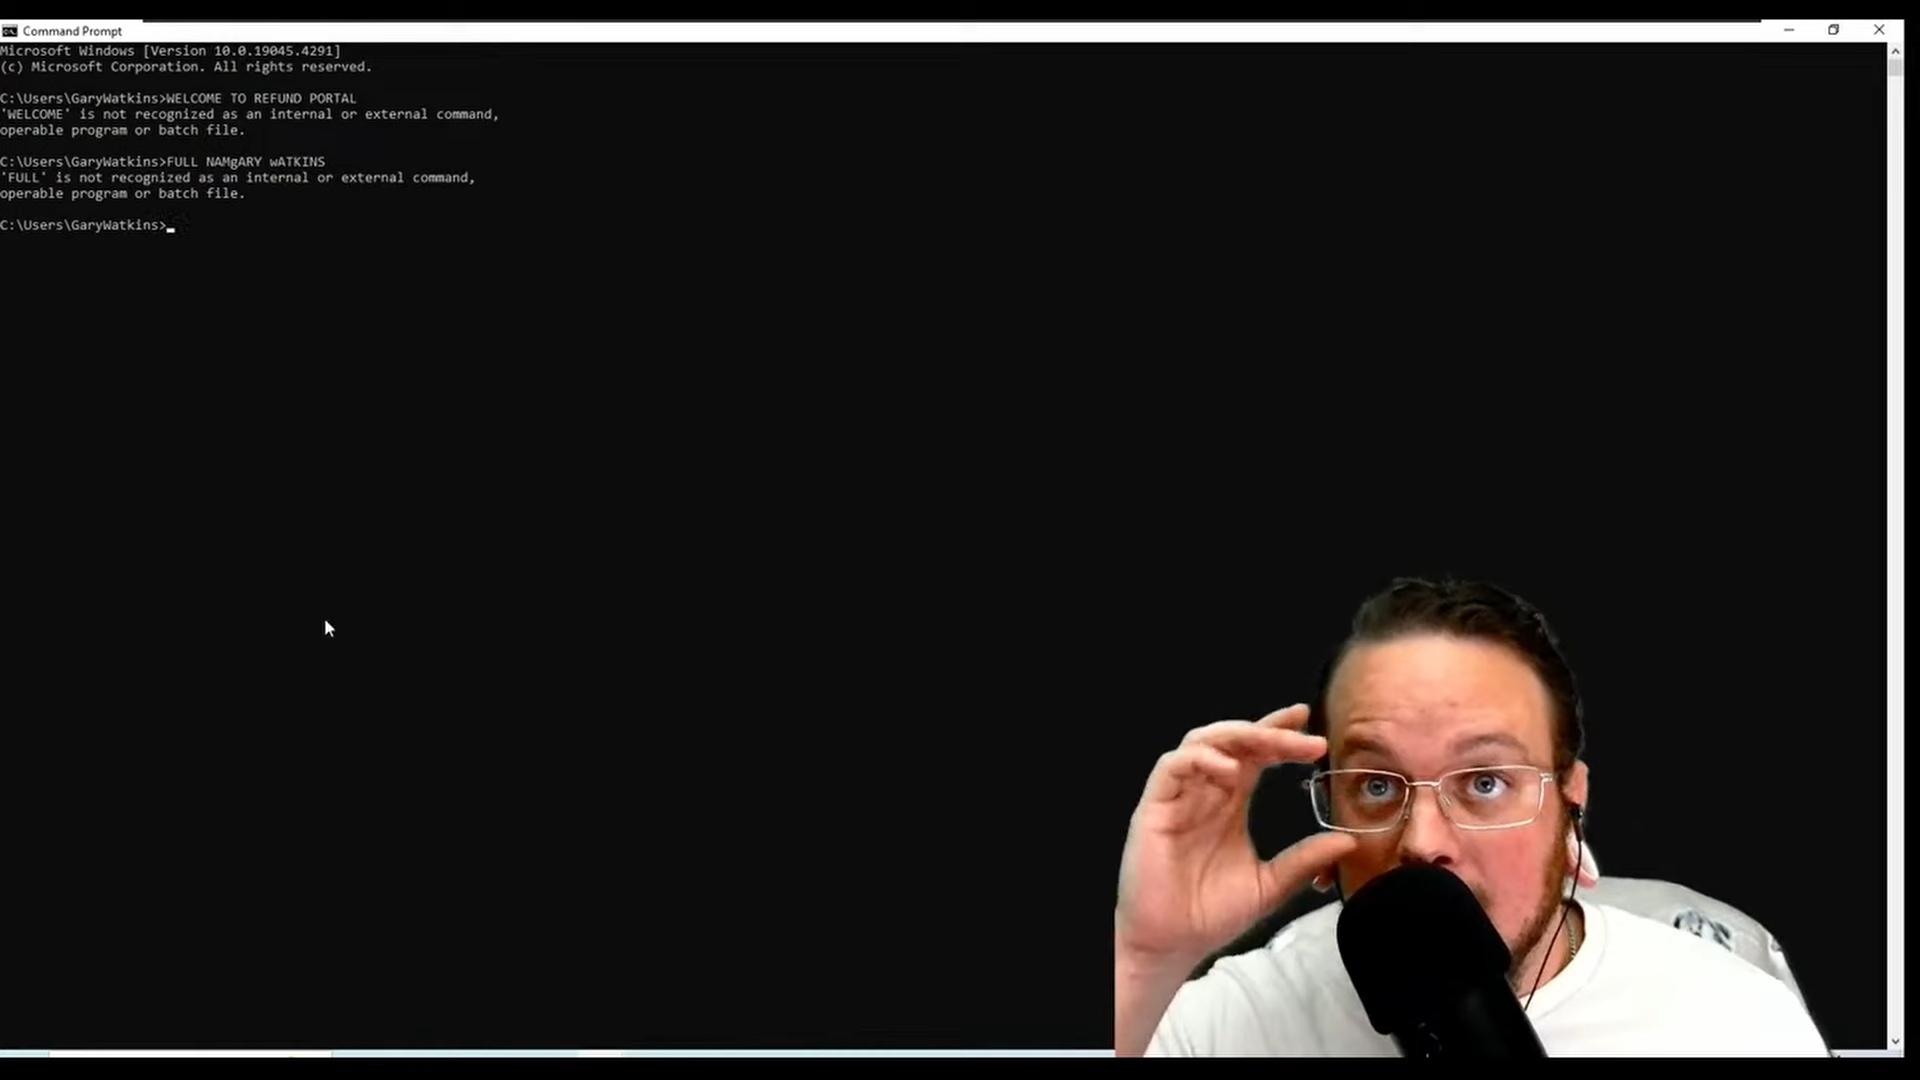 Command Prompt
Microsoft Windows [Version 10.0.19045.4291]
(c) Microsoft Corporation. All rights reserved.
C:\Users\GaryWatkins>WELCOME TO REFUND PORTAL
'WELCOME' is not recognized as an internal or external command,
operable program or batch file.
C:\Users\GaryWatkins>FULL NAMgARY wATKINS
'FULL' is not recognized as an internal or external command,
operable program or batch file.
C:\Users\GaryWatkins>